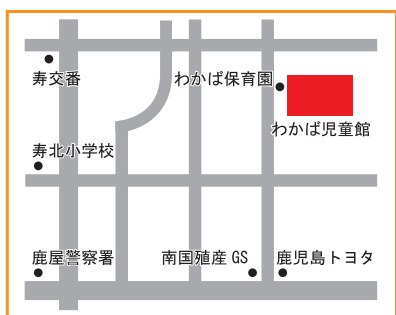 寿交番
わかば保育園
わかば児童館
寿北小学校
鹿屋警察署
南国殖産 GS
鹿児島トヨタ